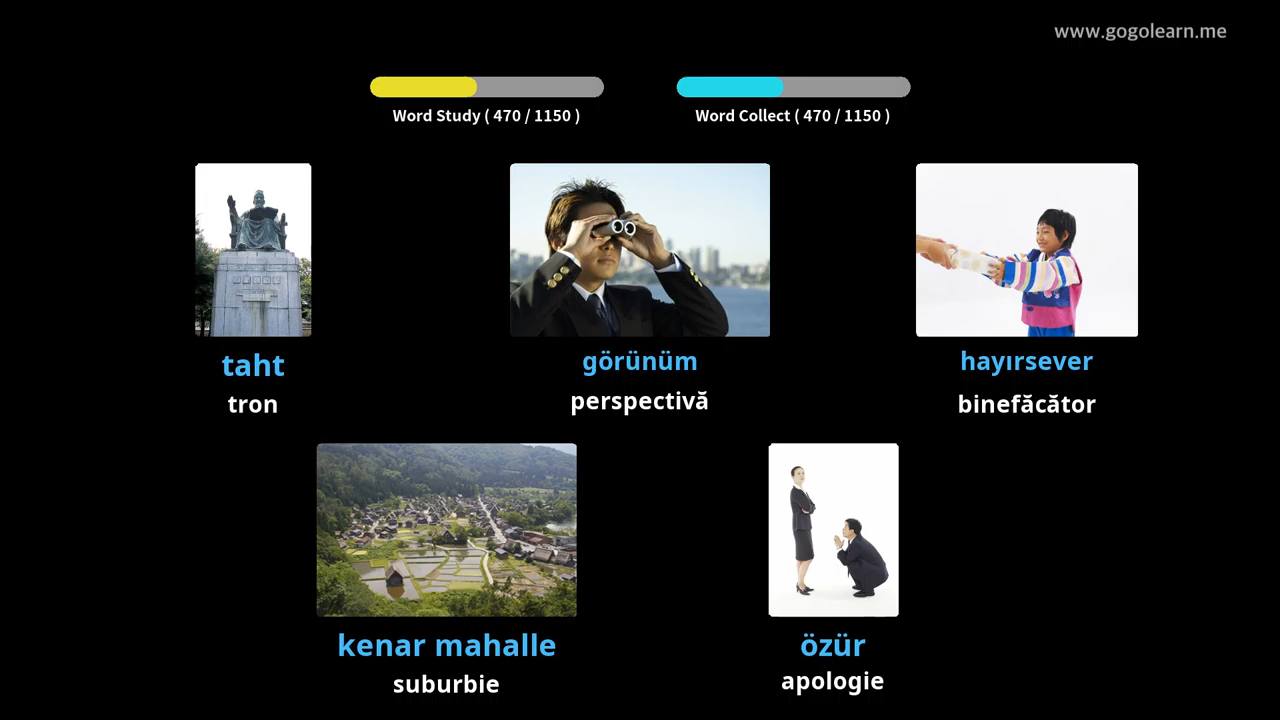 www.gogolearn.me
Word Study ( 470 / 1150 )
Word Collect ( 470 / 1150 )
taht
tron
görünüm
perspectivă
hayırsever
binefăcător
kenar mahalle
suburbie
özür
apologie